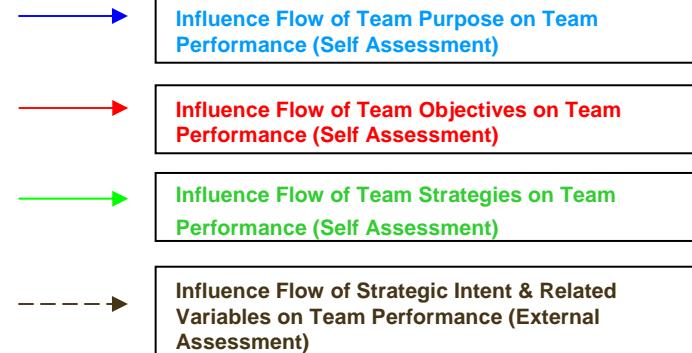 Influence Flow of Team Purpose on Team
Performance (Self Assessment)
Influence Flow of Team Objectives on Team
Performance (Self Assessment)
Influence Flow of Team Strategies on Team
Performance (Self Assessment)
Influence Flow of Strategic Intent & Related
Variables on Team Performance (External
Assessment)